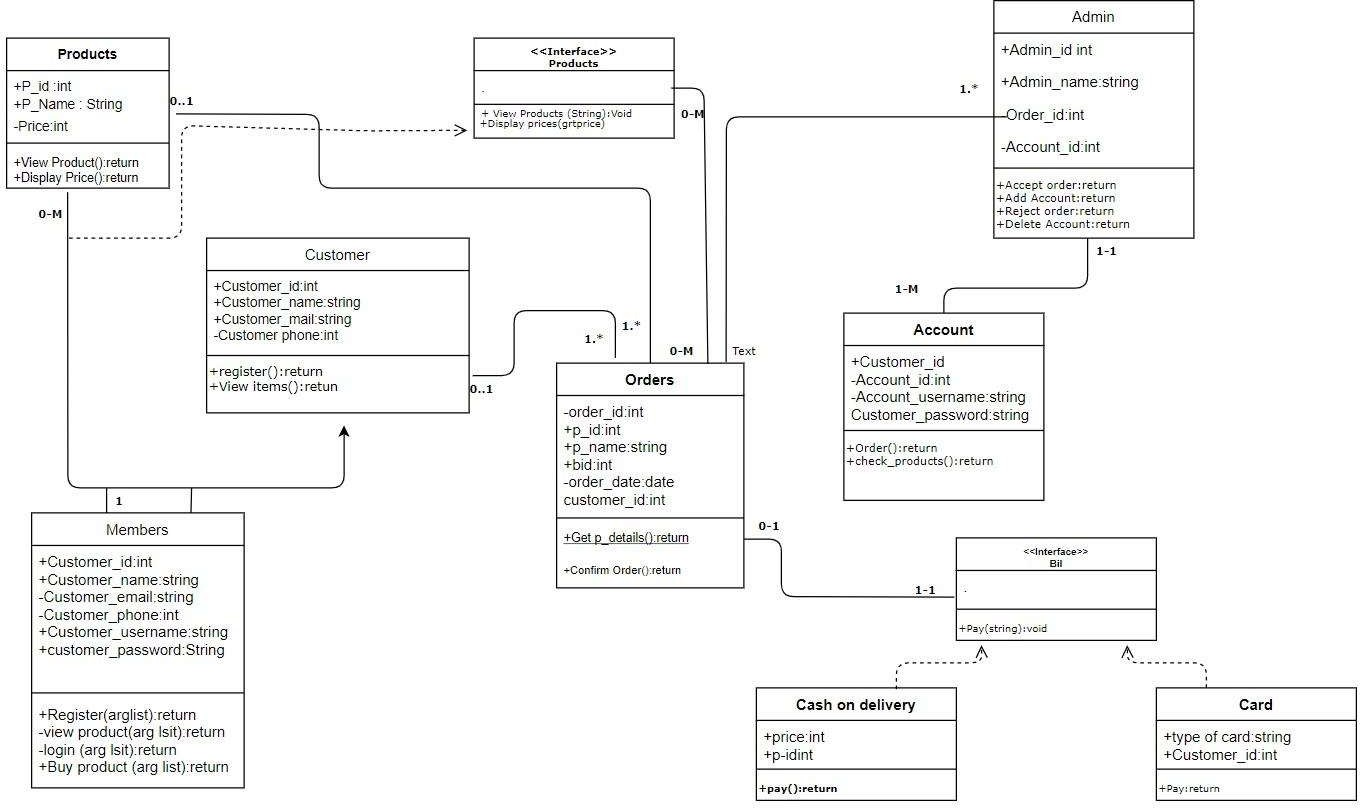 Products
+P_id :int
+P_Name : String
-Price:int
+View Product():return
+Display Price():return
0..1
0-M
<<Interface>>
Products
.
+ View Products (String):Void
+Display prices(grtprice)
0-M
Admin
+Admin_id int
+Admin_name:string
-Order_id:int
-Account_id:int
+Accept order:return
+Add Account:return
+Reject order:return
+Delete Account:return
1.*
1-1
1-M
Customer
+Customer_id:int
+Customer_name:string
+Customer_mail:string
-Customer phone:int
+register():return
+View items():retun
0..1
1.*
1.*
0-M
Text
Orders
-order_id:int
+p_id:int
+p_name:string
+bid:int
-order_date:date
customer_id:int
+Get p_details():return
+Confirm Order():return
0-1
1-1
Account
+Customer_id
-Account_id:int
-Account_username:string
Customer_password:string
+Order():return
+check_products():return
1
Members
+Customer_id:int
+Customer_name:string
-Customer_email:string
-Customer_phone:int
+Customer_username:string
+customer_password:String
+Register(arglist):return
-view product(arg lsit):return
-login (arg lsit):return
+Buy product (arg list):return
<<Interface>>
Bil
.
+Pay(string):void
Cash on delivery
+price:int
+p-idint
+pay():return
Card
+type of card:string
+Customer_id:int
+Pay:return